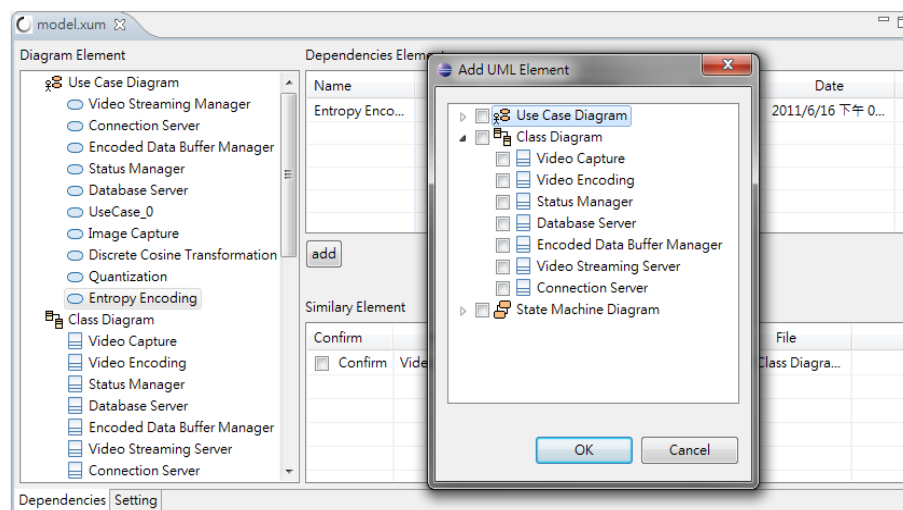 model.xum
Diagram Element
Use Case Diagram
Video Streaming Manager
Connection Server
Encoded Data Buffer Manager
Status Manager
Database Server
UseCase_0
Image Capture
Discrete Cosine Transformation
Quantization
Entropy Encoding
Class Diagram
Video Capture
Video Encoding
Status Manager
Database Server
Encoded Data Buffer Manager
Video Streaming Server
Connection Server
Dependencies Setting
Dependencies
Name Date
Entropy Enco... 2011/6/16 下午 0...
add
Similary Element
Confirm File
Confirm Class Diagra...
Add UML Element
Use Case Diagram
Class Diagram
Video Capture
Video Encoding
Status Manager
Database Server
Encoded Data Buffer Manager
Video Streaming Server
Connection Server
State Machine Diagram
OK Cancel